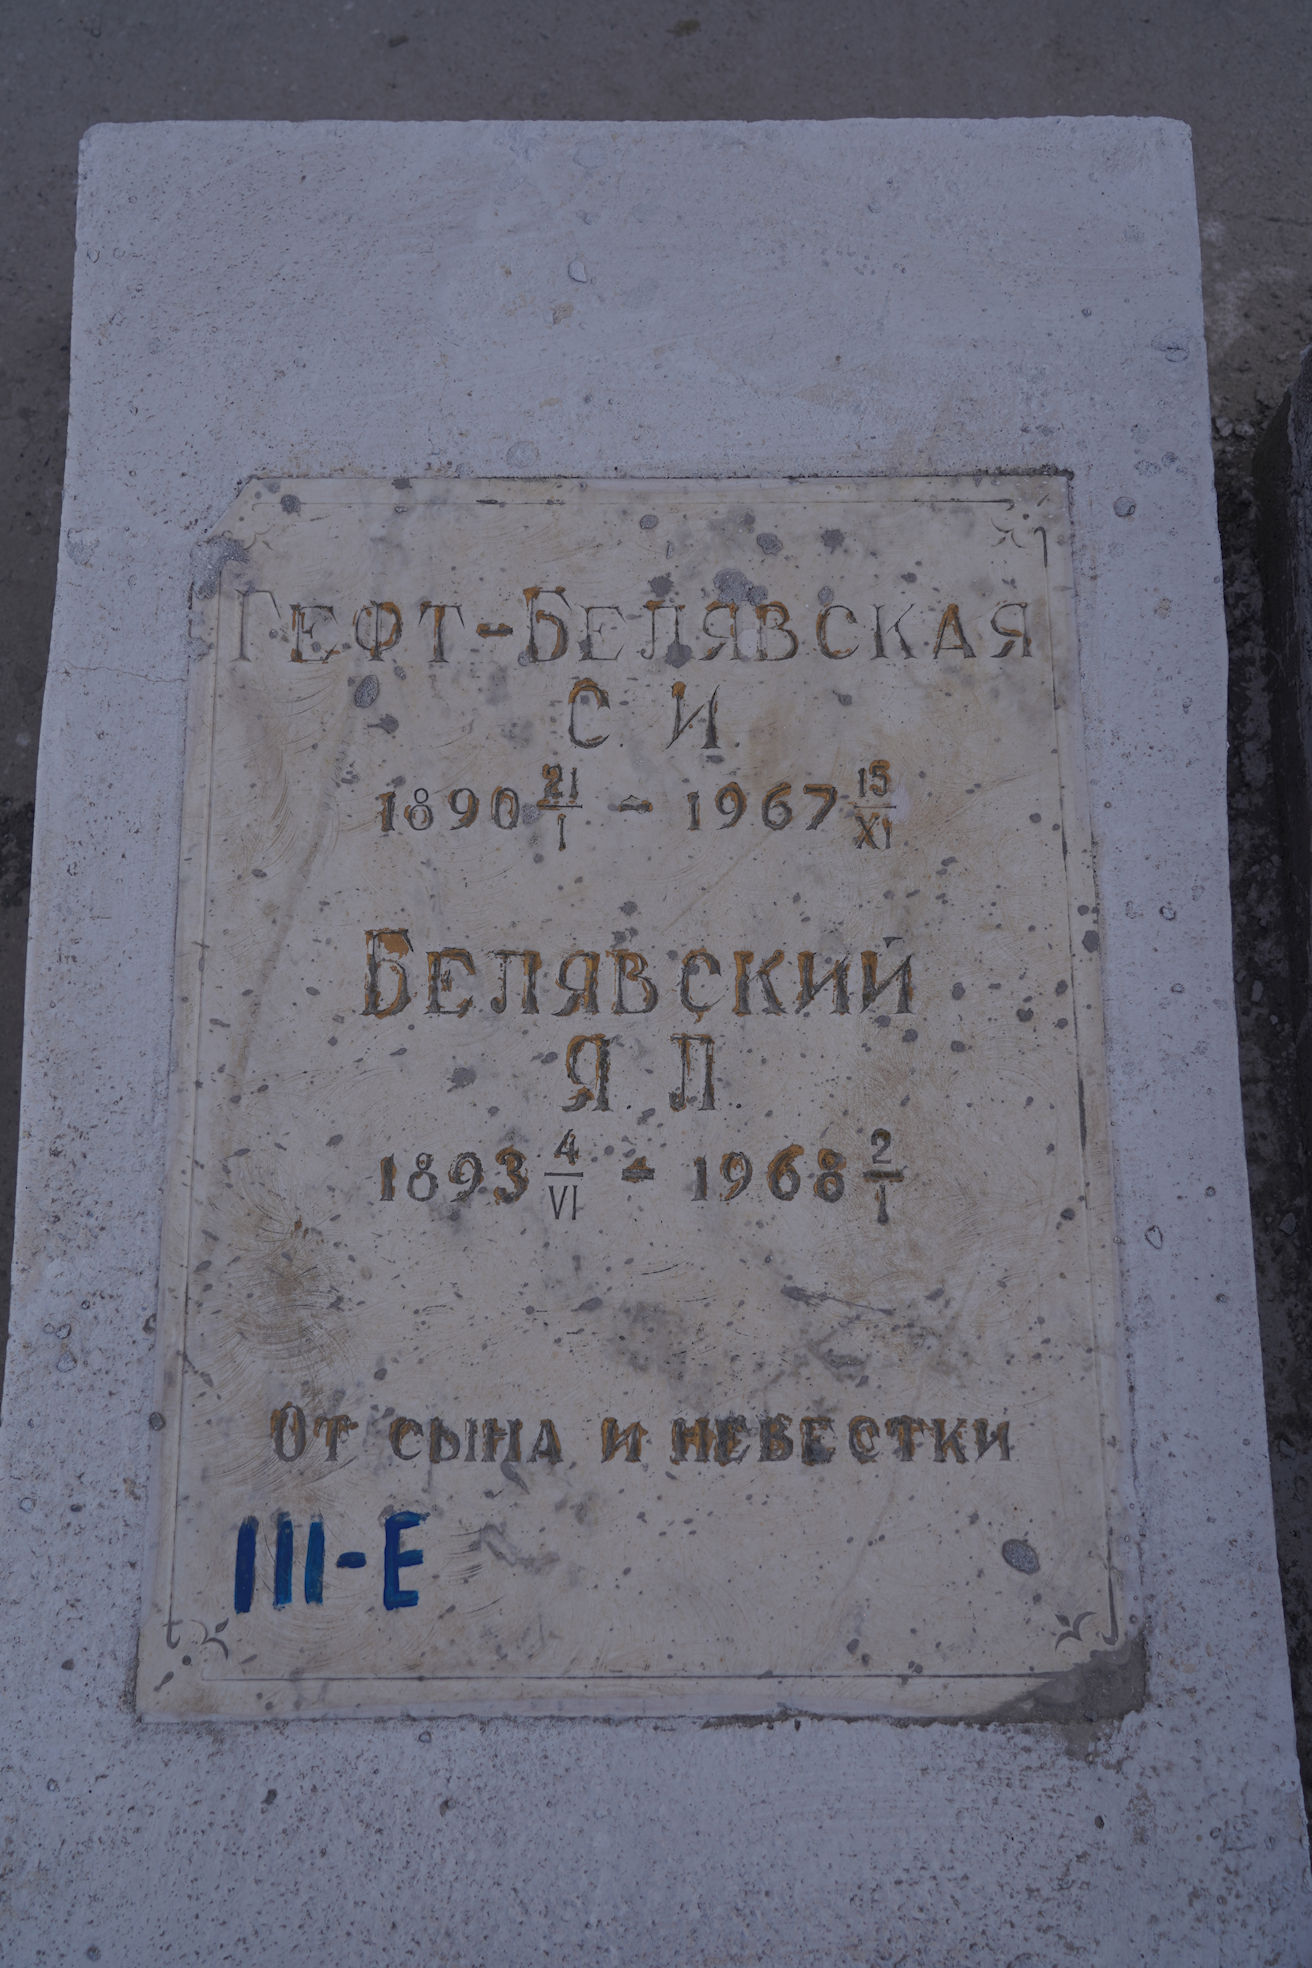 Гефт-Белявская
С. И.
1890 21/I - 1967 15/XI
Белявский
Я. Л.
1893 4/VI - 1968 2/I
От сына и невестки
III-Е